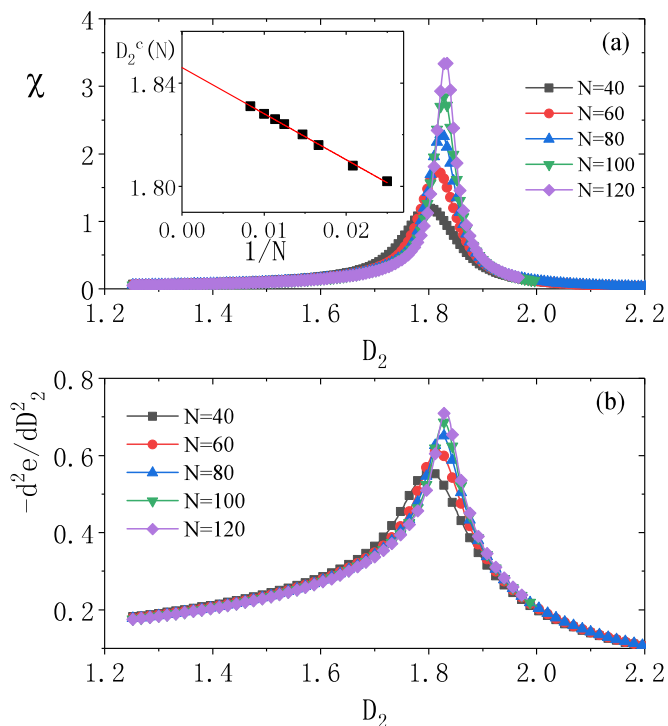 (a)
χ
4
3
2
1
0
1.2 1.4 1.6 1.8 2.0 2.2
D₂
N=40
N=60
N=80
N=100
N=120
D₂ᶜ(N)
1.84
1.80
0.00 0.01 0.02
1/N
(b)
-d²e/dD²₂
0.8
0.6
0.4
0.2
1.2 1.4 1.6 1.8 2.0 2.2
D₂
N=40
N=60
N=80
N=100
N=120